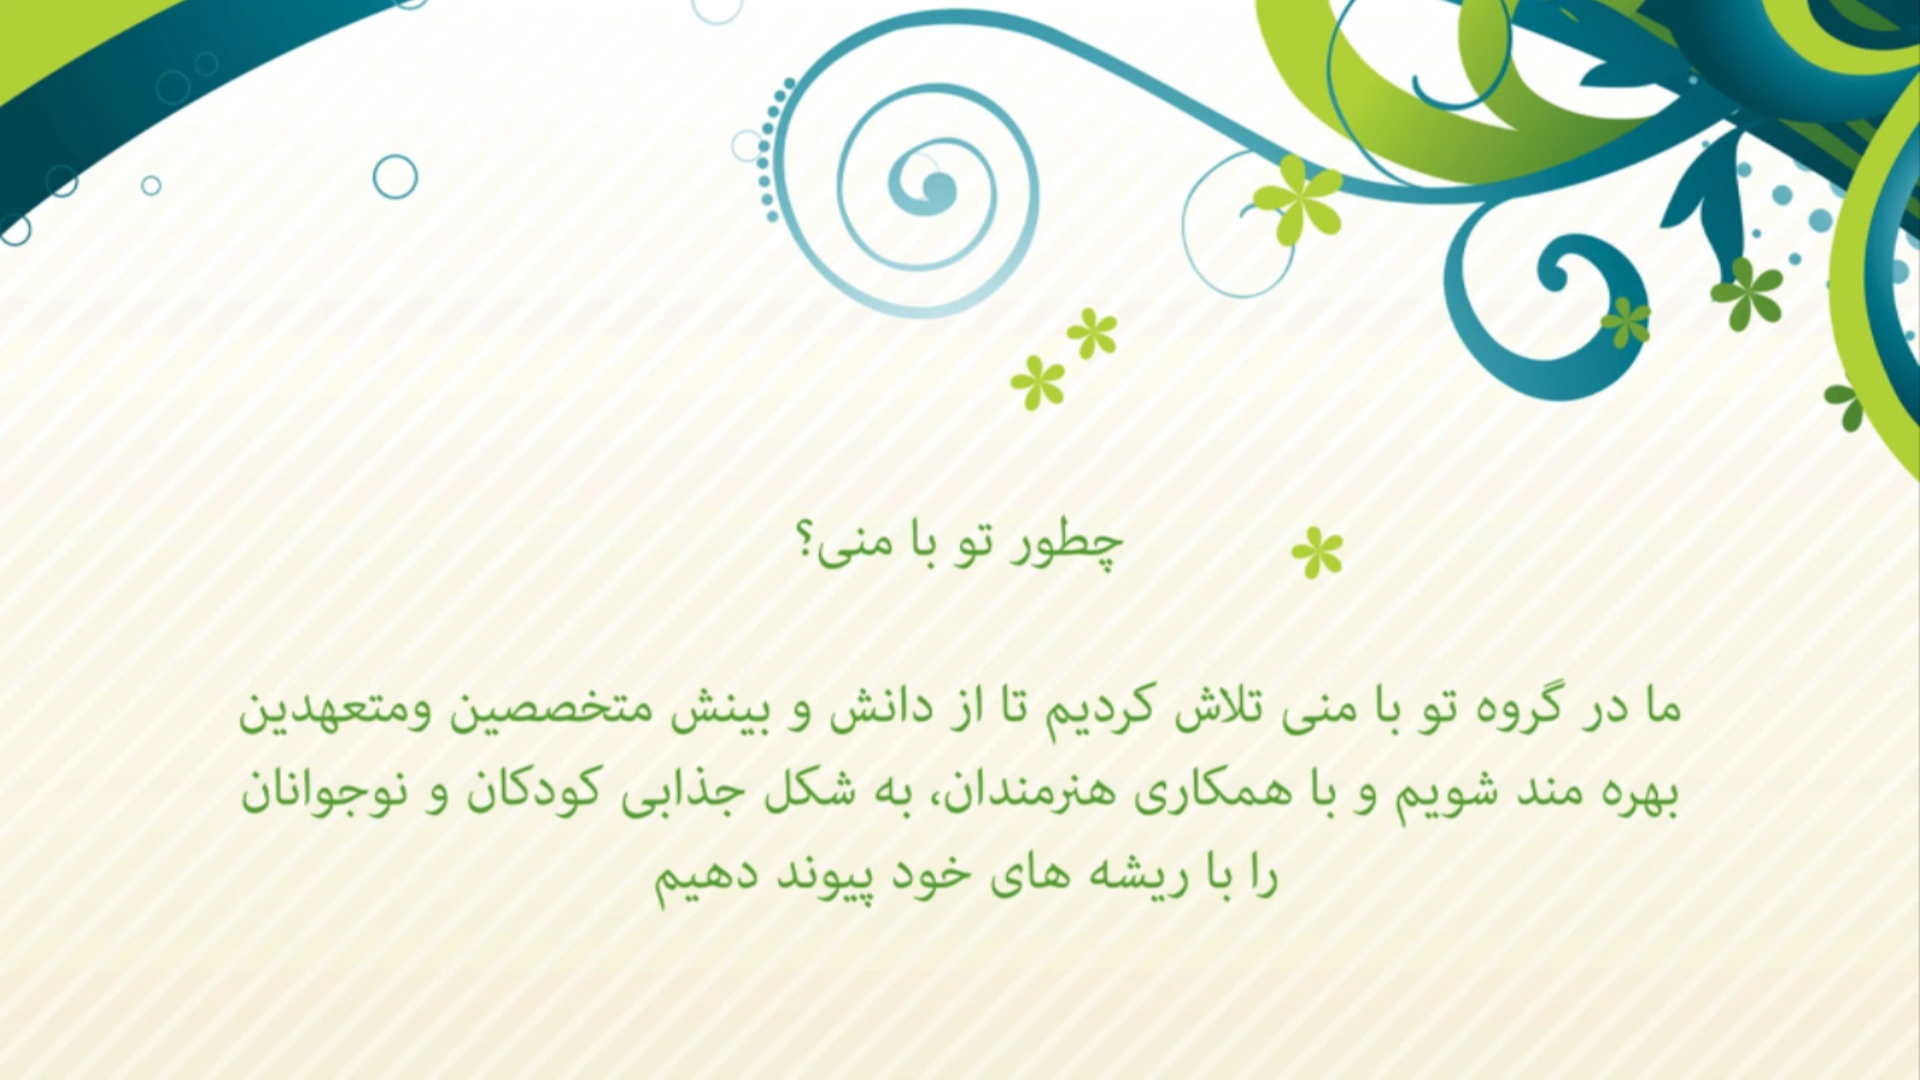 چطور تو با منی؟
ما در گروه تو با منی تلاش کردیم تا از دانش و بینش متخصصین ومتعهدین
بهره مند شویم و با همکاری هنرمندان، به شکل جذابی کودکان و نوجوانان
را با ریشه های خود پیوند دهیم